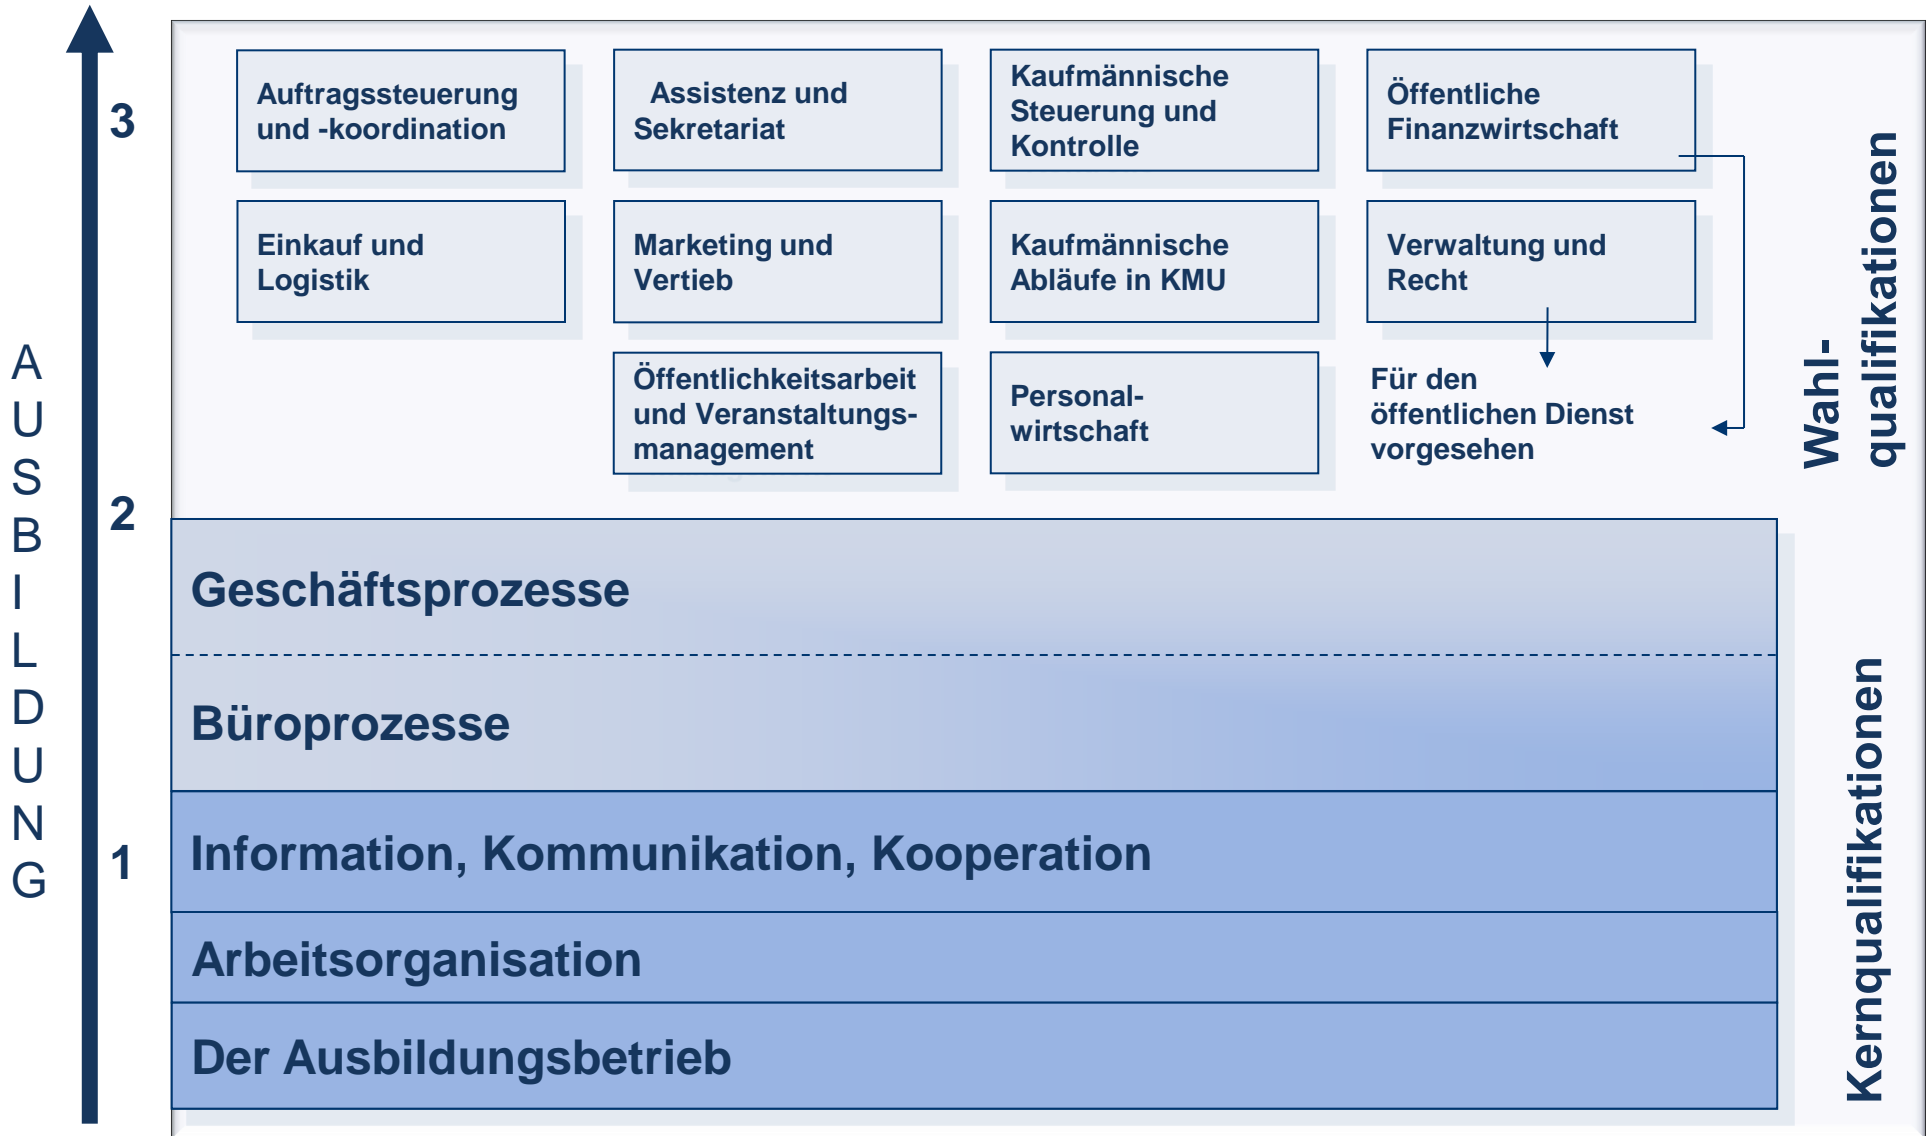 AUSBILDUNG
3
Auftragssteuerung
und -koordination
Assistenz und
Sekretariat
Kaufmännische
Steuerung und
Kontrolle
Öffentliche
Finanzwirtschaft
Einkauf und
Logistik
Marketing und
Vertieb
Kaufmännische
Abläufe in KMU
Verwaltung und
Recht
Öffentlichkeitsarbeit
und Veranstaltungs-
management
Personal-
wirtschaft
Für den
öffentlichen Dienst
vorgesehen
Wahl-
qualifikationen
2
Geschäftsprozesse
Büroprozesse
1
Information, Kommunikation, Kooperation
Arbeitsorganisation
Der Ausbildungsbetrieb
Kernqualifikationen